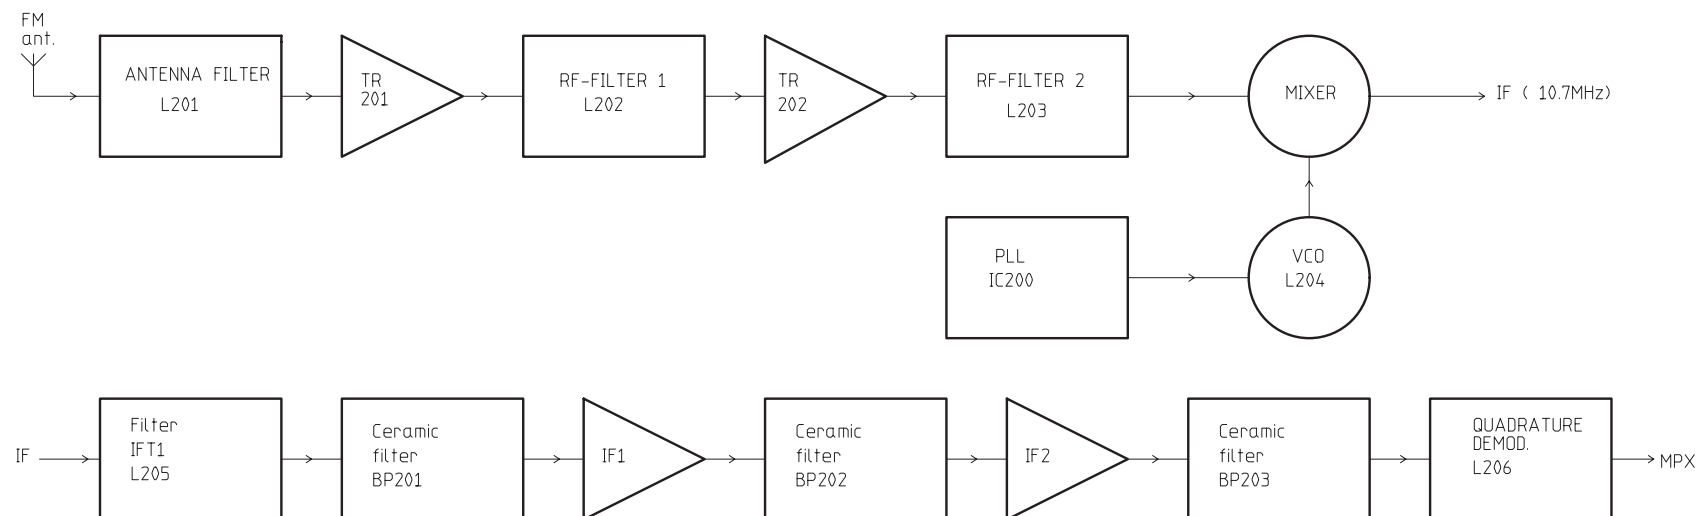 FM
ant.
ANTENNA FILTER
L201
TR
201
RF-FILTER 1
L202
TR
202
RF-FILTER 2
L203
MIXER
IF ( 10.7MHz)
PLL
IC200
VCO
L204
IF
Filter
IFT1
L205
Ceramic
filter
BP201
IF1
Ceramic
filter
BP202
IF2
Ceramic
filter
BP203
QUADRATURE
DEMOD.
L206
MPX